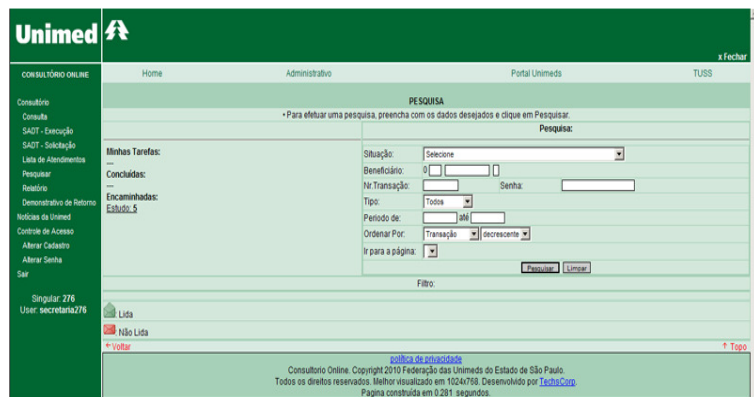 Unimed
x Fechar
CONSULTÓRIO ONLINE
Home Administrativo Portal Unimeds TUSS
Consultório
Consulta
SADT - Execução
SADT - Solicitação
Lista de Atendimentos
Pesquisar
Relatório
Demonstrativo de Retorno
Notícias da Unimed
Controle de Acesso
Alterar Cadastro
Alterar Senha
Sair
Singular: 276
User: secretaria276
PESQUISA
• Para efetuar uma pesquisa, preencha com os dados desejados e clique em Pesquisar.
Pesquisa:
Minhas Tarefas:
---
Concluídas:
---
Encaminhadas:
Estudo: 5
Situação: Selecione
Beneficiário: 0
Nr.Transação: Senha:
Tipo: Todos
Periodo de: até
Ordenar Por: Transação decrescente
Ir para a página:
Pesquisar Limpar
Filtro:
Lida
Não Lida
Voltar Topo
política de privacidade
Consultorio Online. Copyright 2010 Federação das Unimeds do Estado de São Paulo.
Todos os direitos reservados. Melhor visualizado em 1024x768. Desenvolvido por TechsCorp.
Pagina construída em 0.281 segundos.